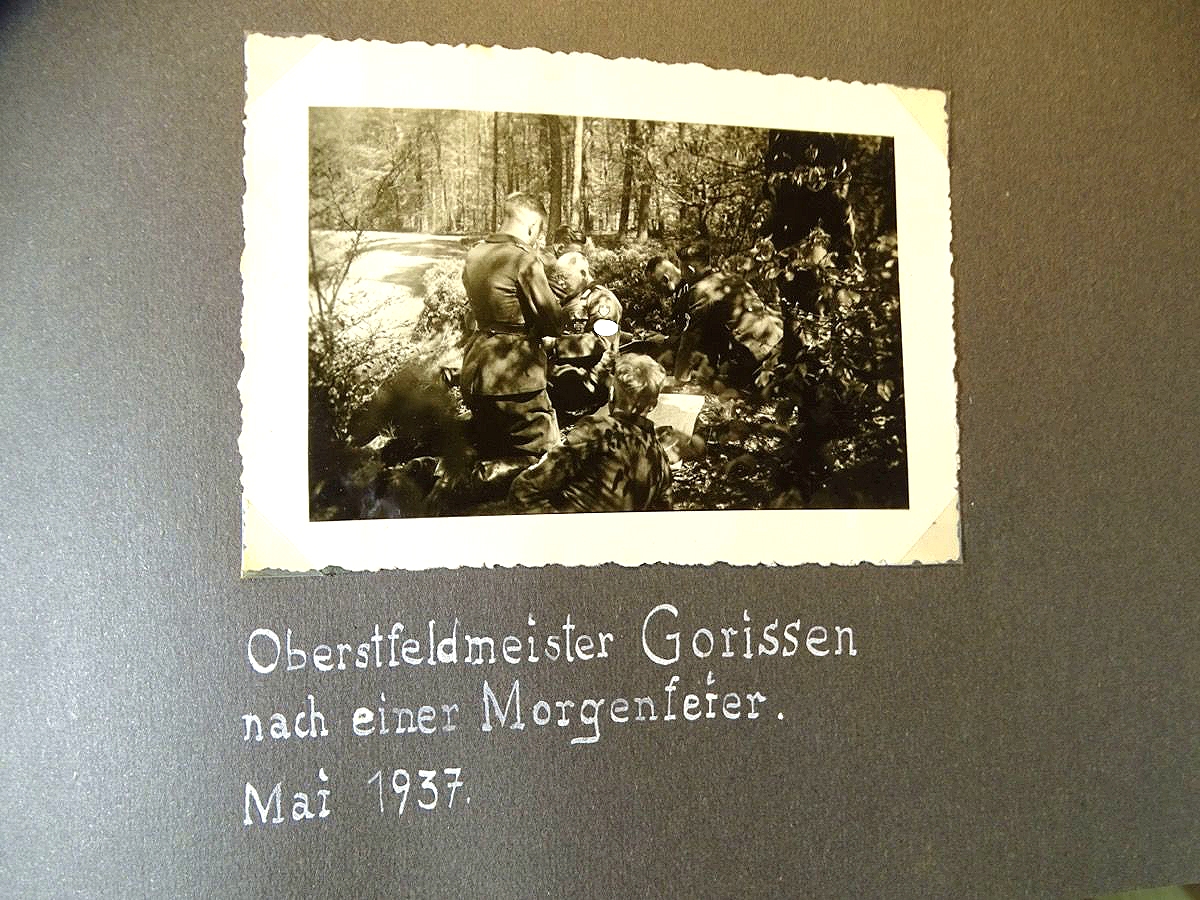 Oberstfeldmeister Gorissen
nach einer Morgenfeier.
Mai 1937.